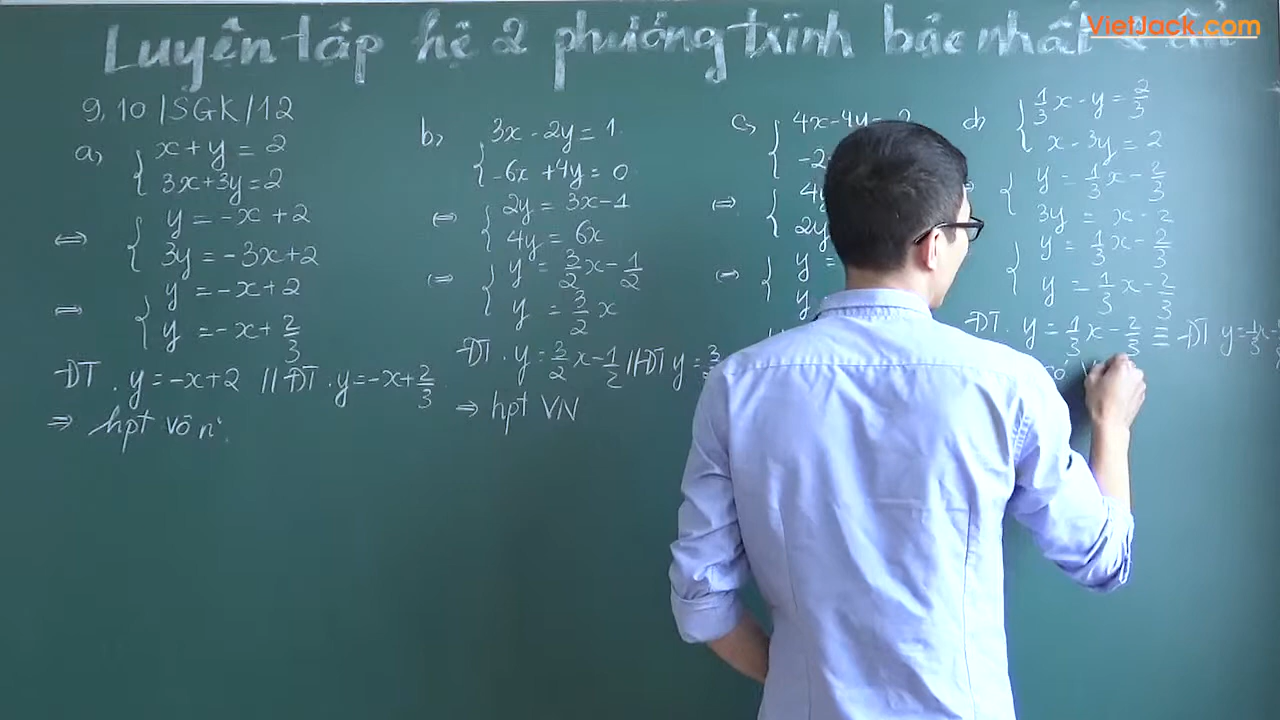 VietJack.com
Luyện tập hệ 2 phương trình bậc nhất 2 ẩn
9,10 |SGK|12
a, { x + y = 2
3x+3y=2
⇔ { y = -x + 2
3y = -3x+2
⇔ { y = -x+2
y = -x+ 2/3
ĐT . y = -x+2 // ĐT . y = -x+ 2/3
⇒ hpt vô n°
b, { 3x - 2y = 1
-6x + 4y = 0
⇔ { 2y = 3x-1
4y = 6x
⇔ { y = 3/2 x - 1/2
y = 3/2 x
ĐT . y = 3/2 x - 1/2 // ĐT y = 3/
⇒ hpt VN
c, { 4x-4y= 2
-2
⇔ { 4y
2y
⇔ { y =
y
d, { 1/3 x - y = 2/3
x - 3y = 2
{ y = 1/3 x - 2/3
3y = x - 2
{ y = 1/3 x - 2/3
y = 1/3 x - 2/3
ĐT . y = 1/3 x - 2/3 ≡ ĐT y = 1/3 x